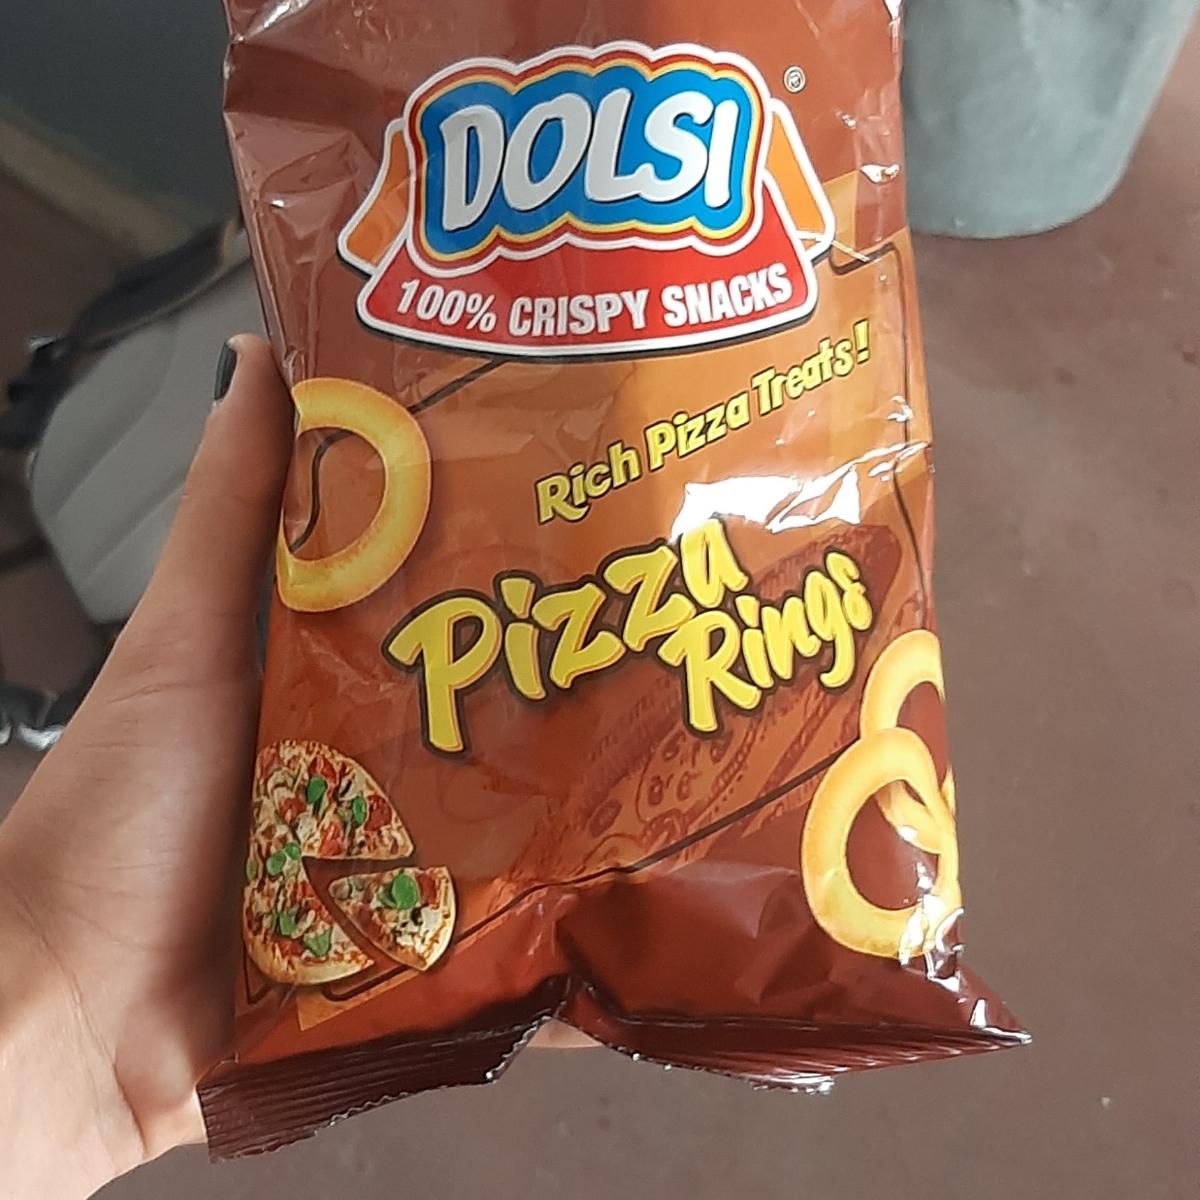 DOLSI
®
100% CRISPY SNACKS
Rich Pizza Treats!
Pizza
Rings